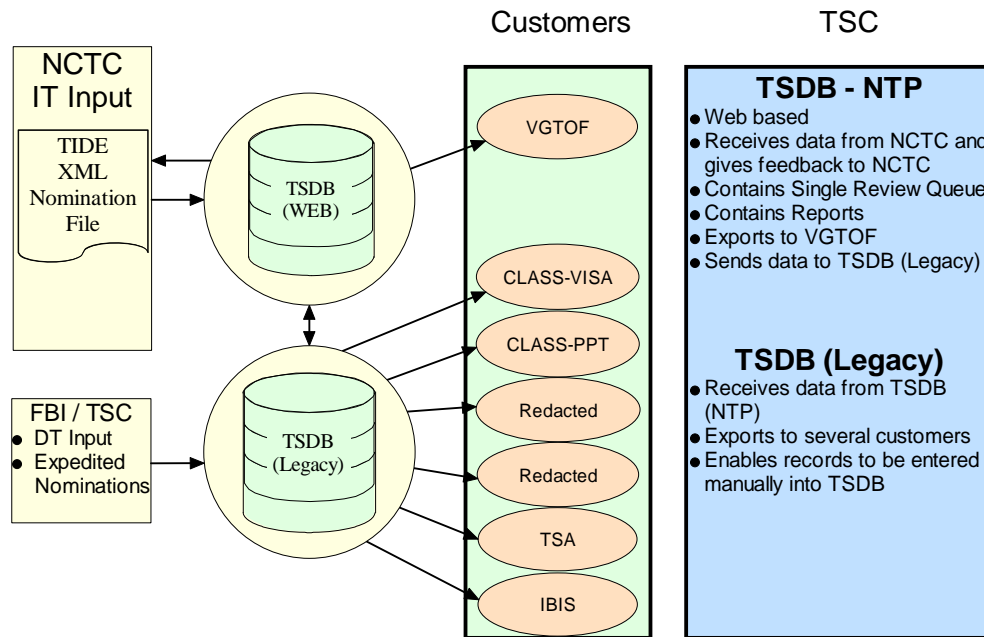 Customers
TSC
NCTC
IT Input
TIDE
XML
Nomination
File
TSDB
(WEB)
FBI / TSC
● DT Input
● Expedited
Nominations
TSDB
(Legacy)
VGTOF
CLASS-VISA
CLASS-PPT
Redacted
Redacted
TSA
IBIS
TSDB - NTP
● Web based
● Receives data from NCTC and
gives feedback to NCTC
● Contains Single Review Queue
● Contains Reports
● Exports to VGTOF
● Sends data to TSDB (Legacy)
TSDB (Legacy)
● Receives data from TSDB
(NTP)
● Exports to several customers
● Enables records to be entered
manually into TSDB